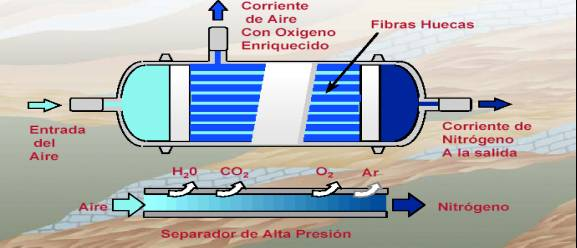 Corriente
de Aire
Con Oxigeno
Enriquecido
Fibras Huecas
Entrada
del
Aire
Corriente de
Nitrógeno
A la salida
H₂0 CO₂ O₂ Ar
Aire
Nitrógeno
Separador de Alta Presión